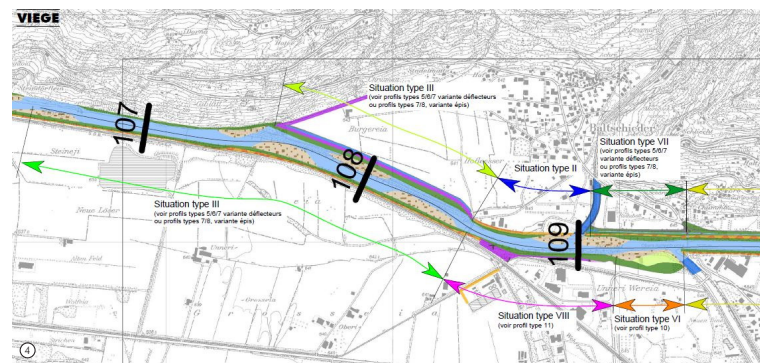 VIEGE
107
108
109
Situation type III
(voir profils types 5/6/7 variante déflecteurs
ou profils types 7/8, variante épis)
Baltschieder
Situation type VII
(voir profils types 5/6/7
variante déflecteurs
ou profils types 7/8,
variante épis)
Situation type II
Burgerein
Steineji
Situation type III
(voir profils types 5/6/7 variante déflecteurs
ou profils types 7/8, variante épis)
Situation type VIII
(voir profil type 11)
Situation type VI
(voir profil type 10)
4